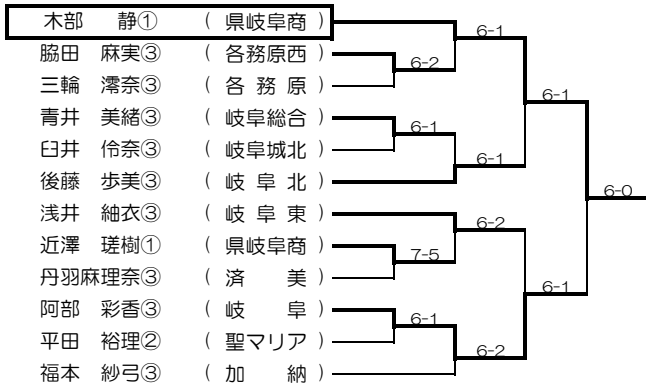 木部　静①　( 県岐阜商 )
脇田　麻実③　( 各務原西 )
三輪　澪奈③　( 各 務 原 )
青井　美緒③　( 岐阜総合 )
臼井　伶奈③　( 岐阜城北 )
後藤　歩美③　( 岐 阜 北 )
浅井　紬衣③　( 岐 阜 東 )
近澤　瑳樹①　( 県岐阜商 )
丹羽麻理奈③　( 済　　美 )
阿部　彩香③　( 岐　　阜 )
平田　裕理②　( 聖マリア )
福本　紗弓③　( 加　　納 )
6-1
6-2
6-1
6-1
6-1
6-0
6-2
7-5
6-1
6-1
6-2